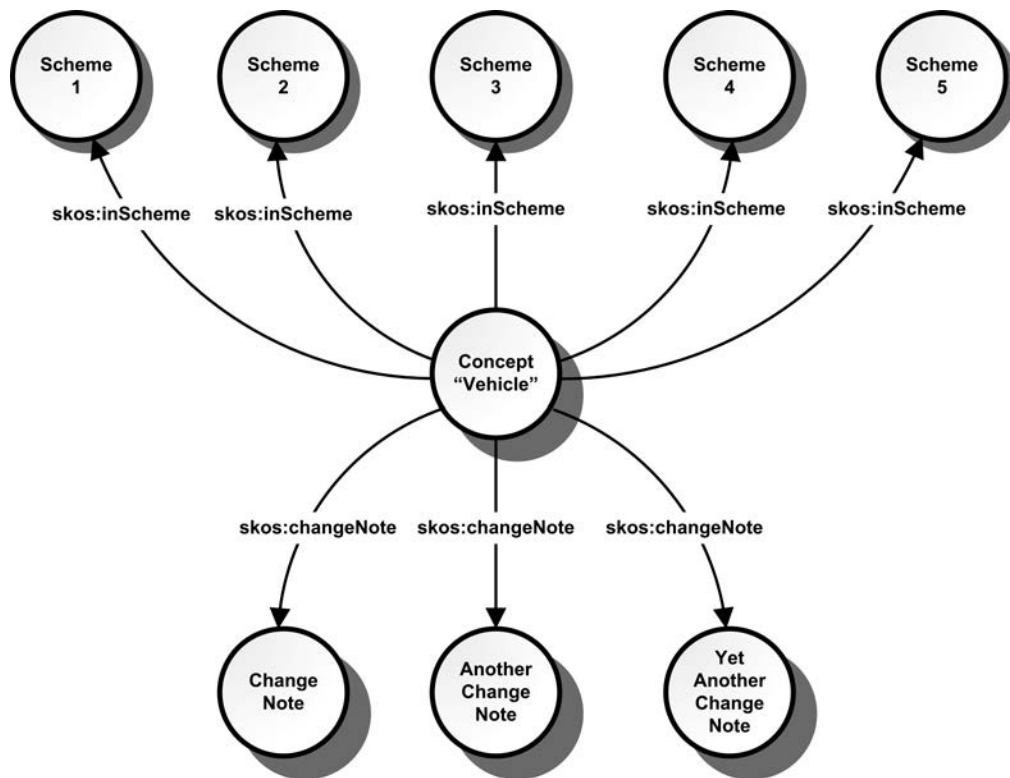 Scheme
1
Scheme
2
Scheme
3
Scheme
4
Scheme
5
skos:inScheme
skos:inScheme
skos:inScheme
skos:inScheme
skos:inScheme
Concept
“Vehicle”
skos:changeNote
skos:changeNote
skos:changeNote
Change
Note
Another
Change
Note
Yet
Another
Change
Note